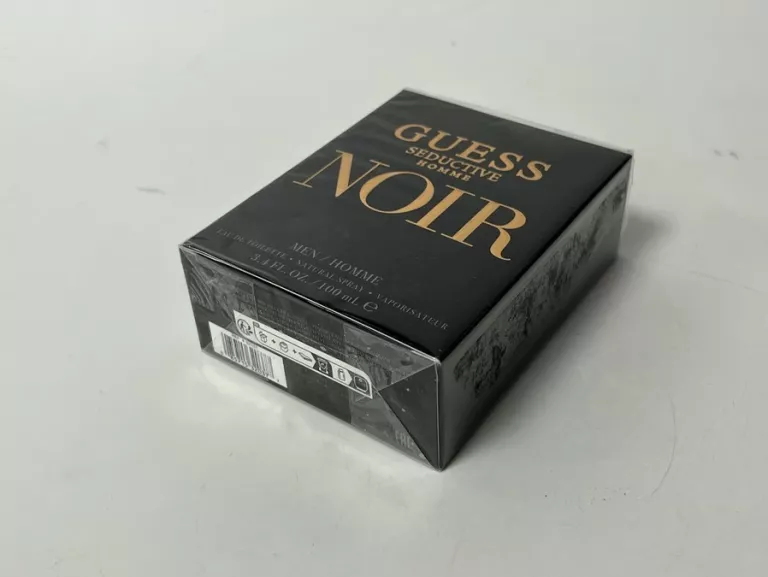 GUESS
SEDUCTIVE
HOMME
NOIR
MEN / HOMME
EAU DE TOILETTE • NATURAL SPRAY • VAPORISATEUR
3.4 FL. OZ. / 100 mL ℮